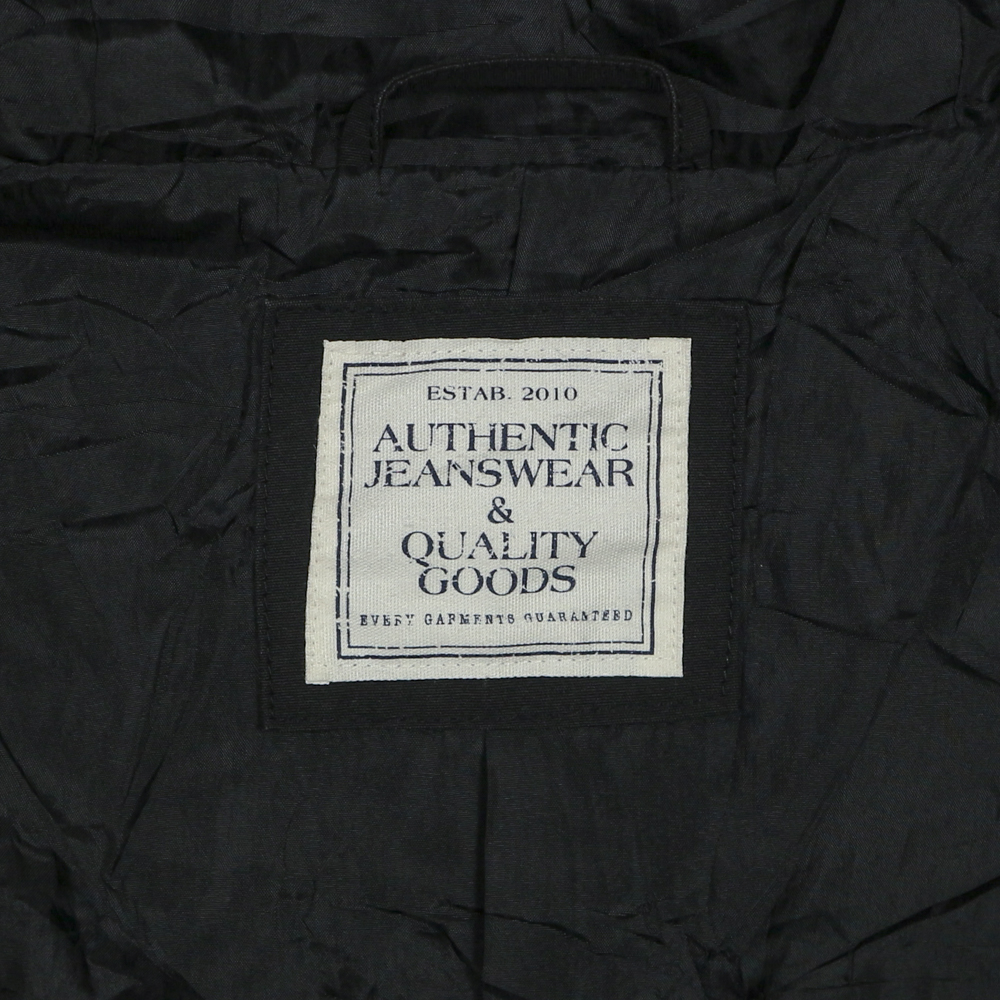 ESTAB. 2010
AUTHENTIC
JEANSWEAR
&
QUALITY
GOODS
EVERY GARMENTS GUARANTEED